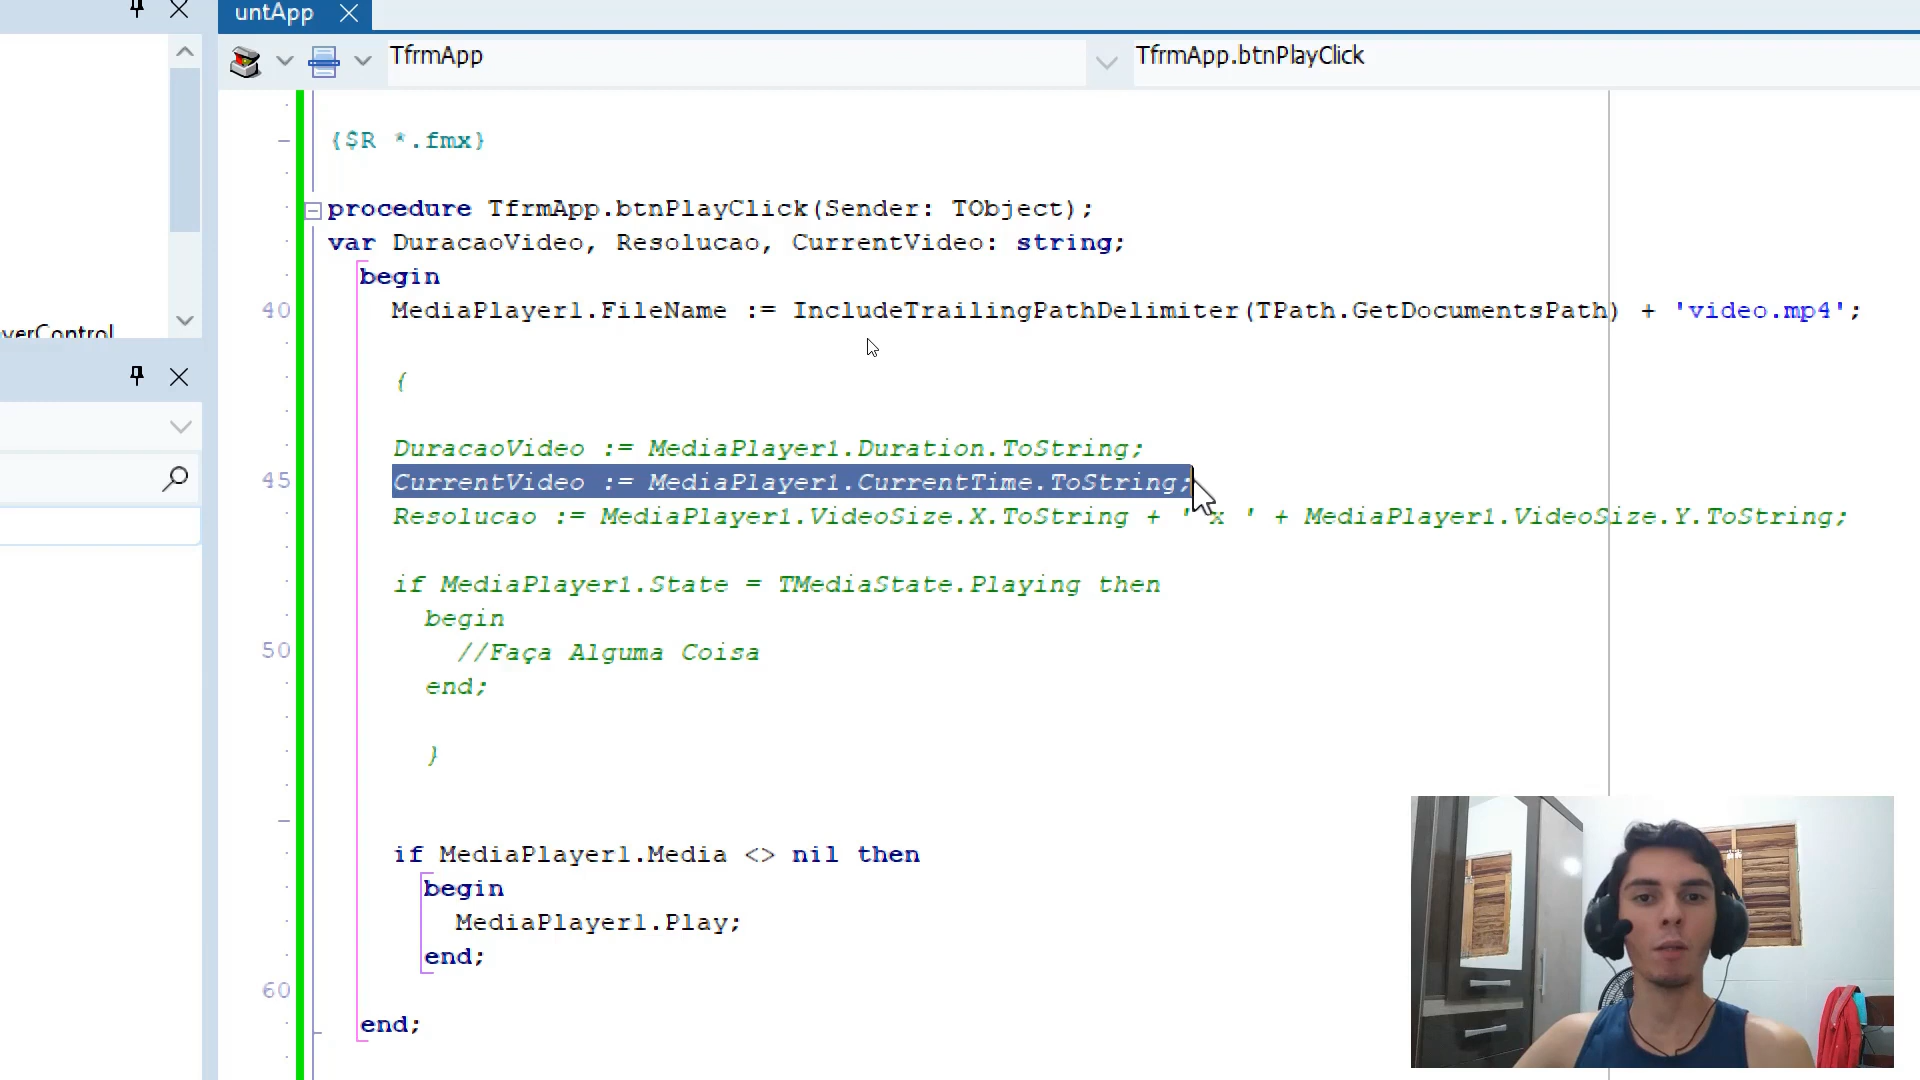 untApp
TfrmApp
TfrmApp.btnPlayClick
{$R *.fmx}
procedure TfrmApp.btnPlayClick(Sender: TObject);
var DuracaoVideo, Resolucao, CurrentVideo: string;
begin
40 MediaPlayer1.FileName := IncludeTrailingPathDelimiter(TPath.GetDocumentsPath) + 'video.mp4';
yerControl
{
DuracaoVideo := MediaPlayer1.Duration.ToString;
45 CurrentVideo := MediaPlayer1.CurrentTime.ToString;
Resolucao := MediaPlayer1.VideoSize.X.ToString + ' x ' + MediaPlayer1.VideoSize.Y.ToString;
if MediaPlayer1.State = TMediaState.Playing then
begin
50 //Faça Alguma Coisa
end;
}
if MediaPlayer1.Media <> nil then
begin
MediaPlayer1.Play;
end;
60
end;